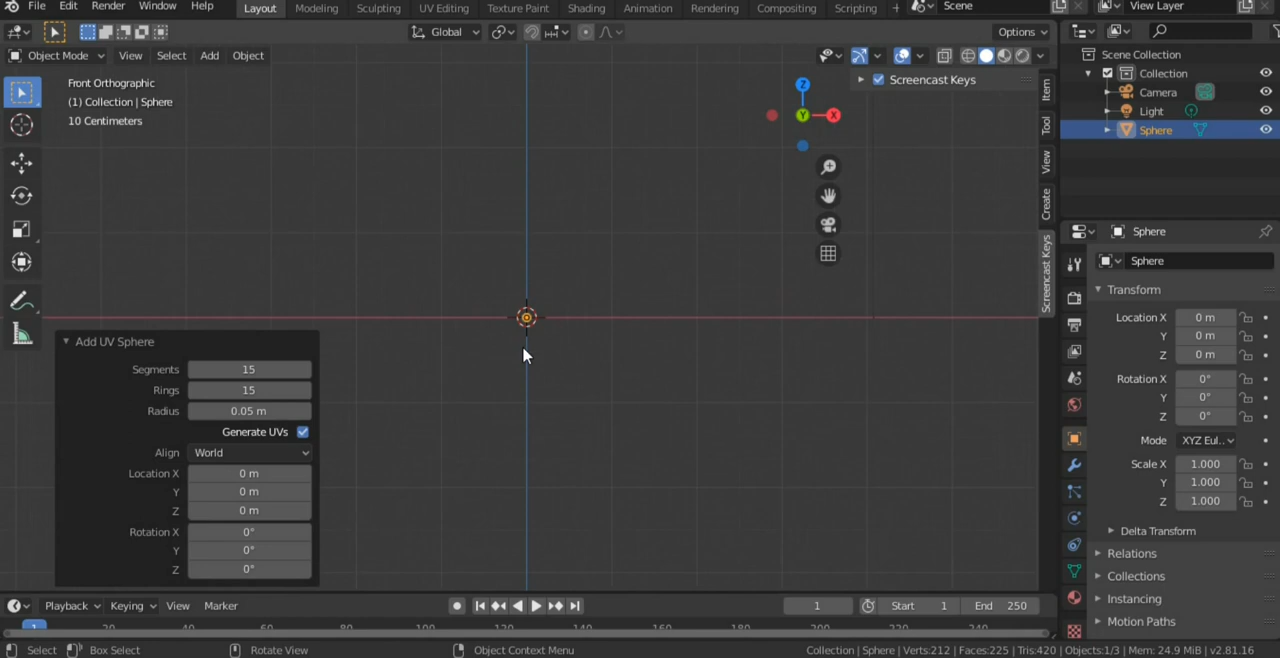 File Edit Render Window Help Layout Modeling Sculpting UV Editing Texture Paint Shading Animation Rendering Compositing Scripting + Scene View Layer
Global Options
Object Mode View Select Add Object
Front Orthographic
(1) Collection | Sphere
10 Centimeters
Z
Y
X
Screencast Keys
Item
Tool
View
Create
Screencast Keys
Scene Collection
Collection
Camera
Light
Sphere
Sphere
Sphere
Transform
Location X 0 m
Y 0 m
Z 0 m
Rotation X 0°
Y 0°
Z 0°
Mode XYZ Eul..
Scale X 1.000
Y 1.000
Z 1.000
Delta Transform
Relations
Collections
Instancing
Motion Paths
Add UV Sphere
Segments 15
Rings 15
Radius 0.05 m
Generate UVs
Align World
Location X 0 m
Y 0 m
Z 0 m
Rotation X 0°
Y 0°
Z 0°
Playback Keying View Marker 1 Start 1 End 250
1 20 40 60 80 100 120 140 160 180 200 220 240
Select Box Select Rotate View Object Context Menu Collection | Sphere | Verts:212 | Faces:225 | Tris:420 | Objects:1/3 | Mem: 24.9 MiB | v2.81.16